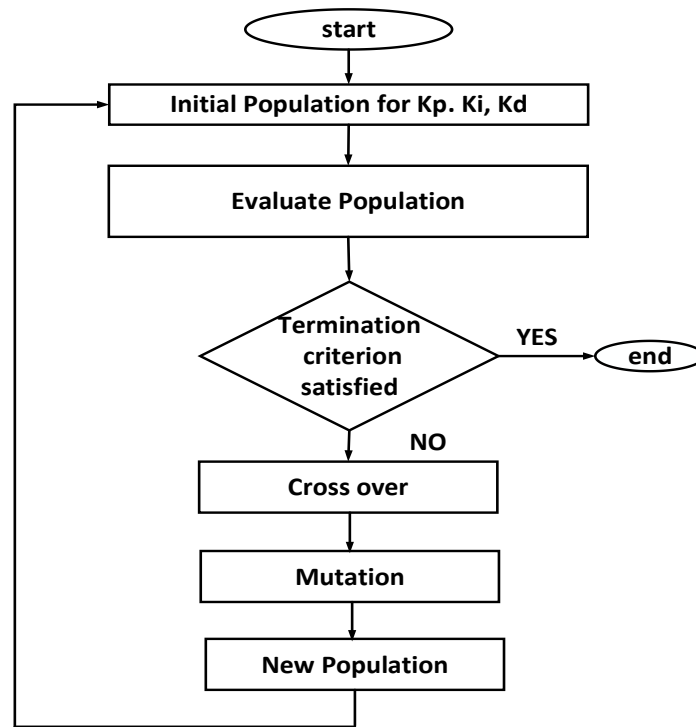 start
Initial Population for Kp. Ki, Kd
Evaluate Population
Termination
criterion
satisfied
YES
end
NO
Cross over
Mutation
New Population